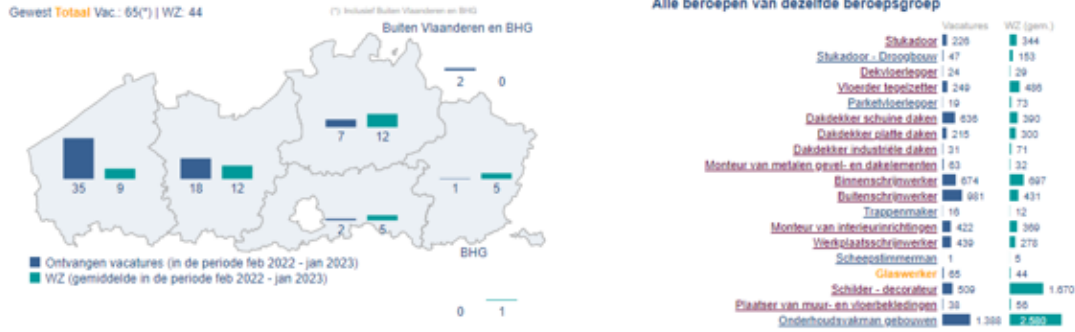 Gewest Totaal Vac.: 65(*) | WZ: 44
(*): Inclusief Buiten Vlaanderen en BHG
Buiten Vlaanderen en BHG
2 0
7 12
35 9
18 12
1 5
2 5
BHG
Ontvangen vacatures (in de periode feb 2022 - jan 2023)
WZ (gemiddelde in de periode feb 2022 - jan 2023)
0 1
Alle beroepen van dezelfde beroepsgroep
Vacatures WZ (gem.)
Stukadoor 226 344
Stukadoor - Droogbouw 47 153
Dekvloerlegger 24 29
Vloerder tegelzetter 249 486
Parketvloerlegger 19 73
Dakdekker schuine daken 636 390
Dakdekker platte daken 215 300
Dakdekker industriële daken 31 71
Monteur van metalen gevel- en dakelementen 63 32
Binnenschrijnwerker 674 697
Buitenschrijnwerker 981 431
Trappenmaker 16 12
Monteur van interieurinrichtingen 422 369
Werkplaatsschrijnwerker 439 278
Scheepstimmerman 1 5
Glaswerker 65 44
Schilder - decorateur 509 1.670
Plaatser van muur- en vloerbekledingen 38 56
Onderhoudsvakman gebouwen 1.388 2.580